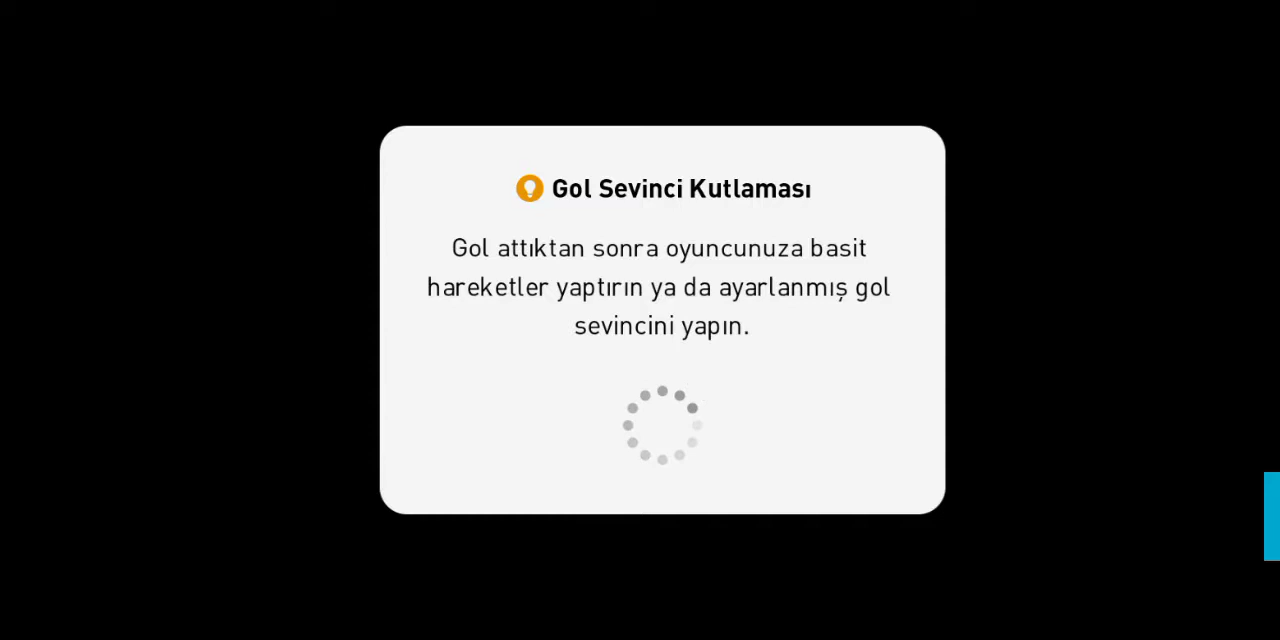 Gol Sevinci Kutlaması
Gol attıktan sonra oyuncunuza basit
hareketler yaptırın ya da ayarlanmış gol
sevincini yapın.